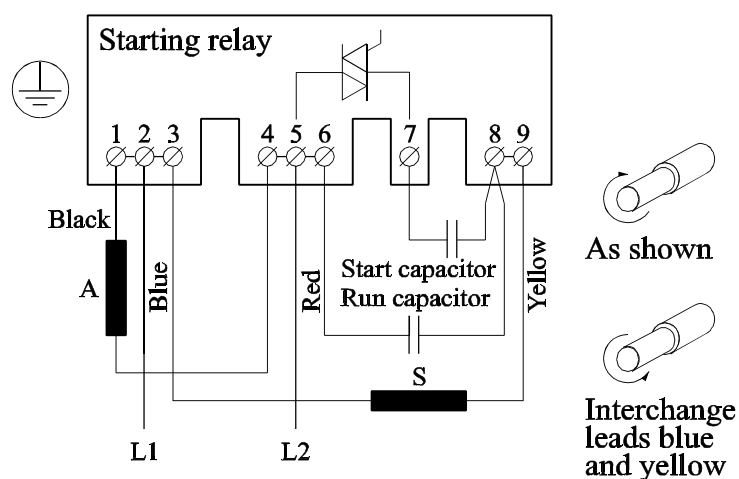 Starting relay
1 2 3 4 5 6 7 8 9
Black
A
Blue
Red
Start capacitor
Run capacitor
Yellow
S
L1
L2
As shown
Interchange
leads blue
and yellow